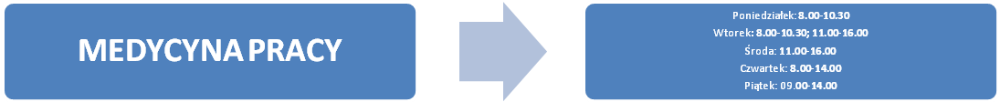 MEDYCYNA PRACY
Poniedziałek: 8.00-10.30
Wtorek: 8.00-10.30; 11.00-16.00
Środa: 11.00-16.00
Czwartek: 8.00-14.00
Piątek: 09.00-14.00